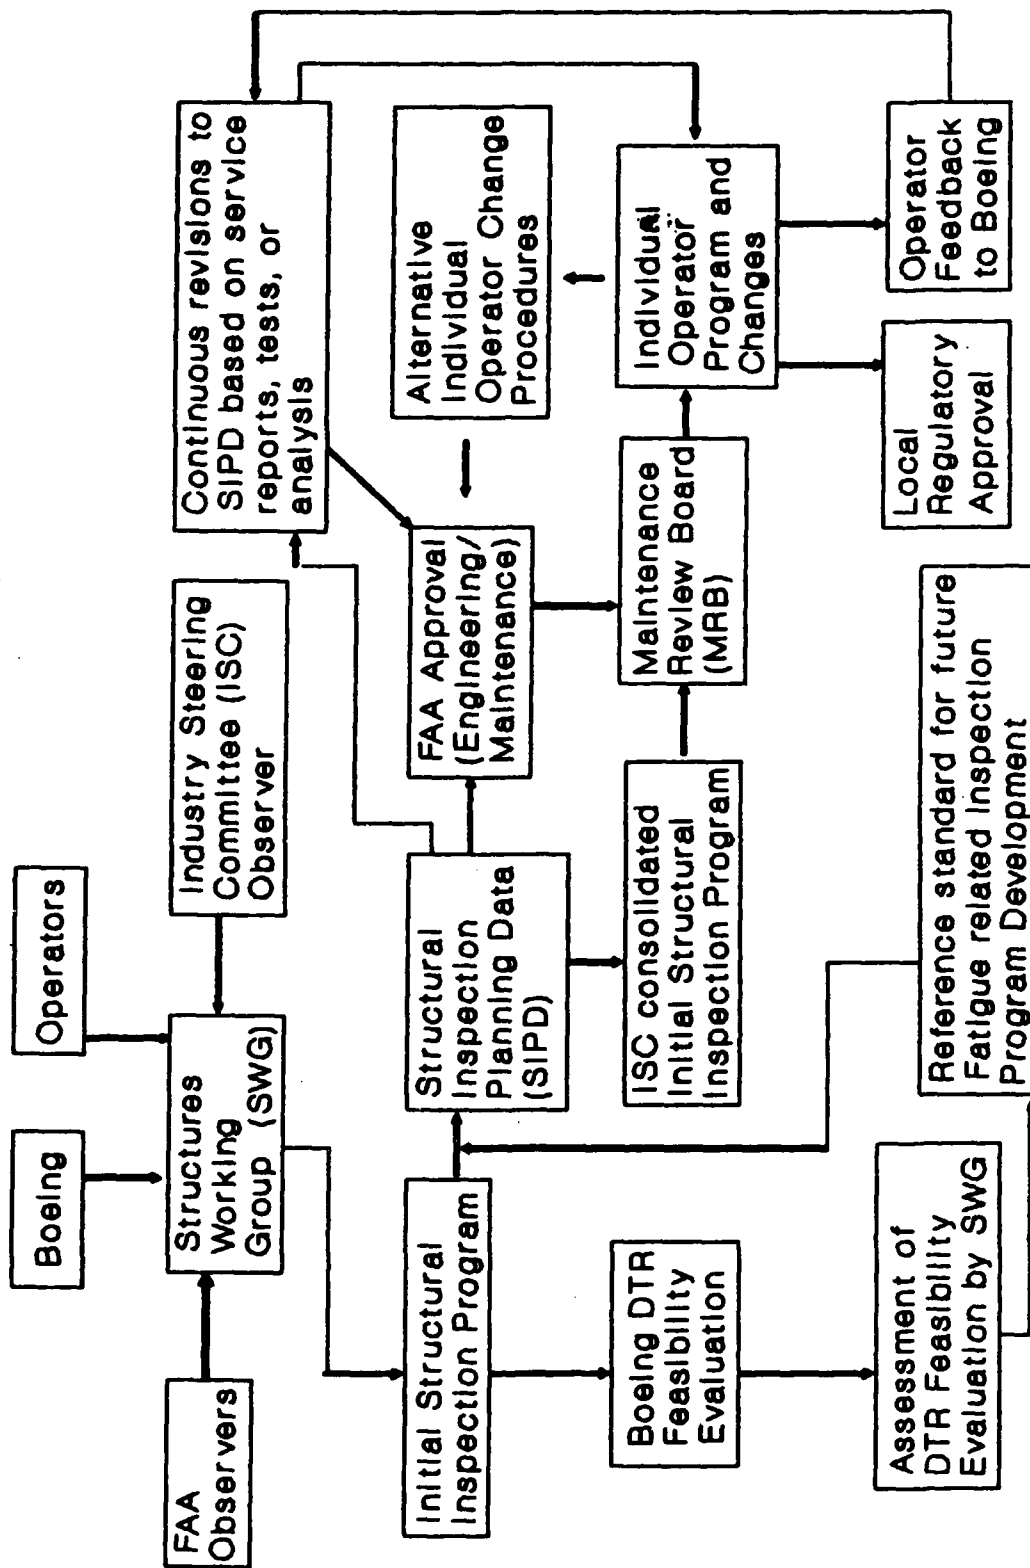 Boeing
Operators
FAA
Observers
Structures
Working
Group (SWG)
Industry Steering
Committee (ISC)
Observer
Continuous revisions to
SIPD based on service
reports, tests, or
analysis
Initial Structural
Inspection Program
Structural
Inspection
Planning Data
(SIPD)
FAA Approval
(Engineering/
Maintenance)
Alternative
Individual
Operator Change
Procedures
Boeing DTR
Feasibility
Evaluation
ISC consolidated
Initial Structural
Inspection Program
Maintenance
Review Board
(MRB)
Individual
Operator
Program and
Changes
Assessment of
DTR Feasibility
Evaluation by SWG
Reference standard for future
Fatigue related Inspection
Program Development
Local
Regulatory
Approval
Operator
Feedback
to Boeing